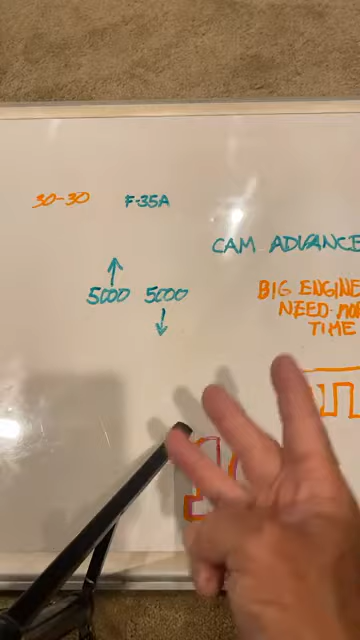 30-30 F-35A
CAM ADVANCE
5000 5000
BIG ENGINE
NEED MOR
TIME